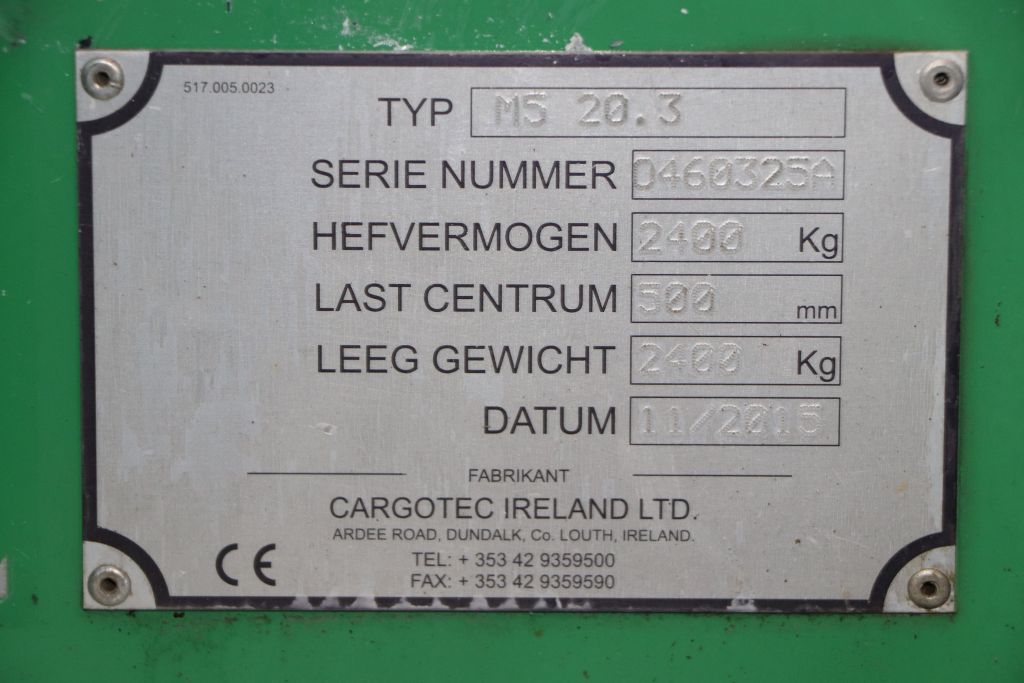 517.005.0023
TYP M5 20.3
SERIE NUMMER D460325A
HEFVERMOGEN 2400 Kg
LAST CENTRUM 500 mm
LEEG GEWICHT 2400 Kg
DATUM 11/2015
FABRIKANT
CARGOTEC IRELAND LTD.
ARDEE ROAD, DUNDALK, Co. LOUTH, IRELAND.
CE
TEL: + 353 42 9359500
FAX: + 353 42 9359590